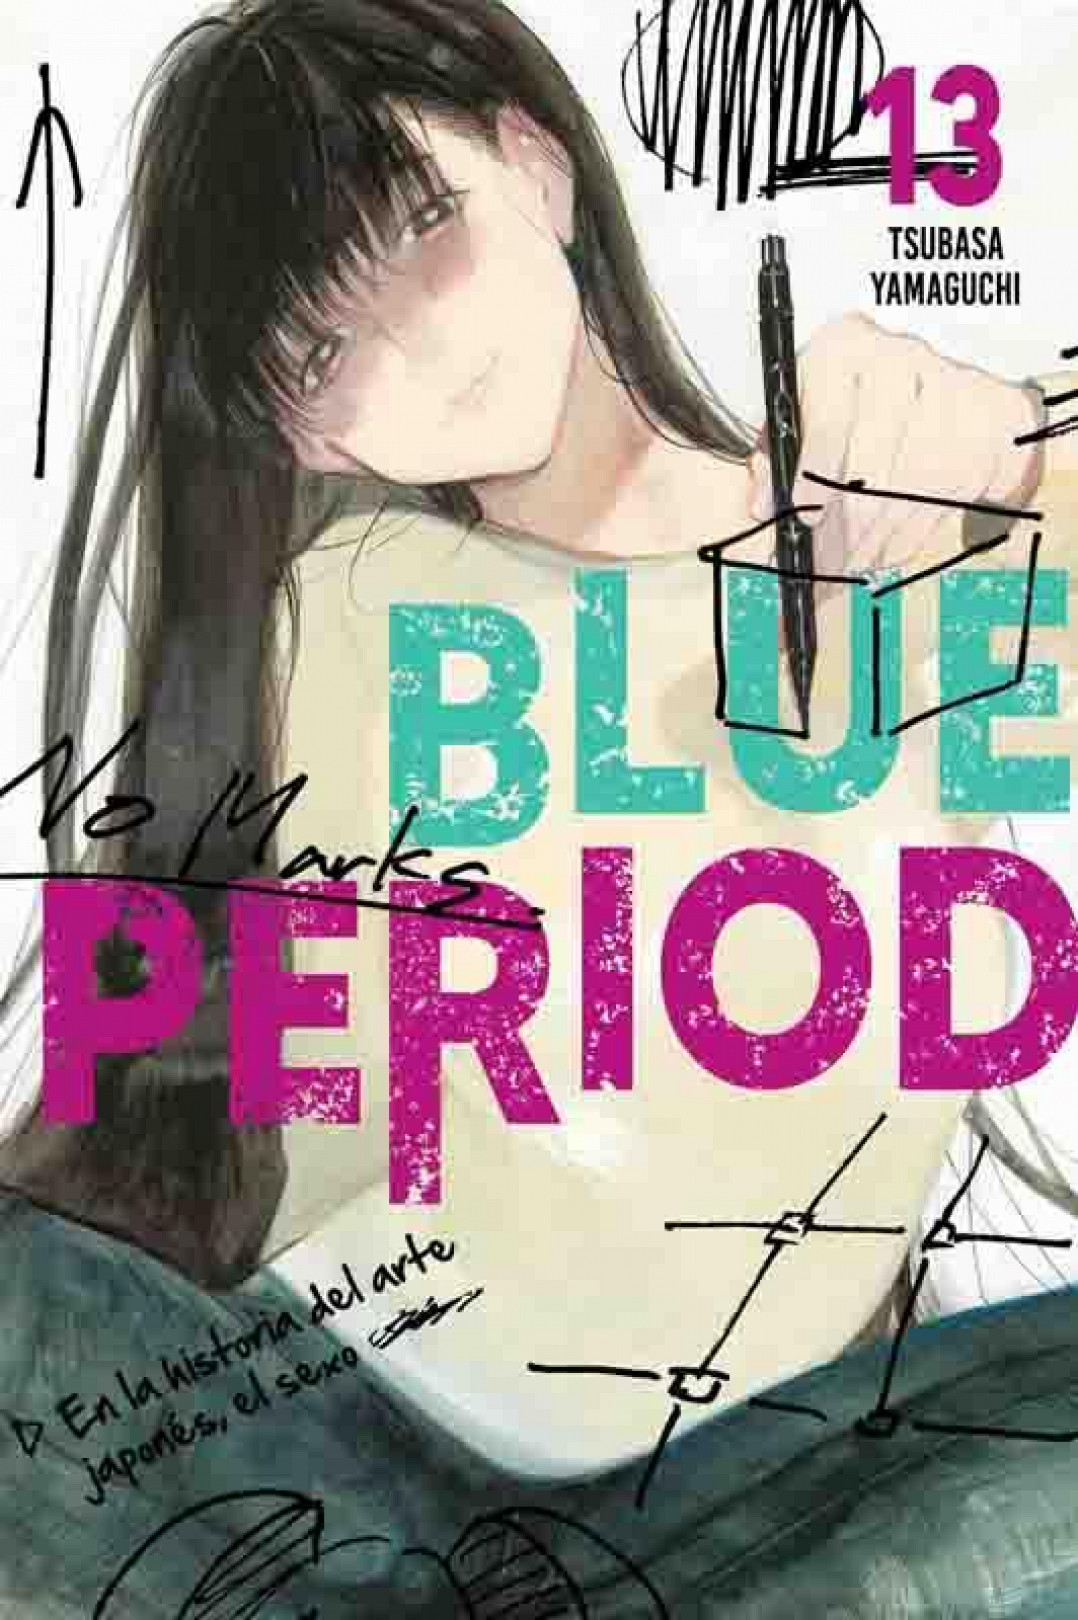 13
TSUBASA
YAMAGUCHI
BLUE
No Marks.
PERIOD
▷ En la historia del arte
japonés, el sexo